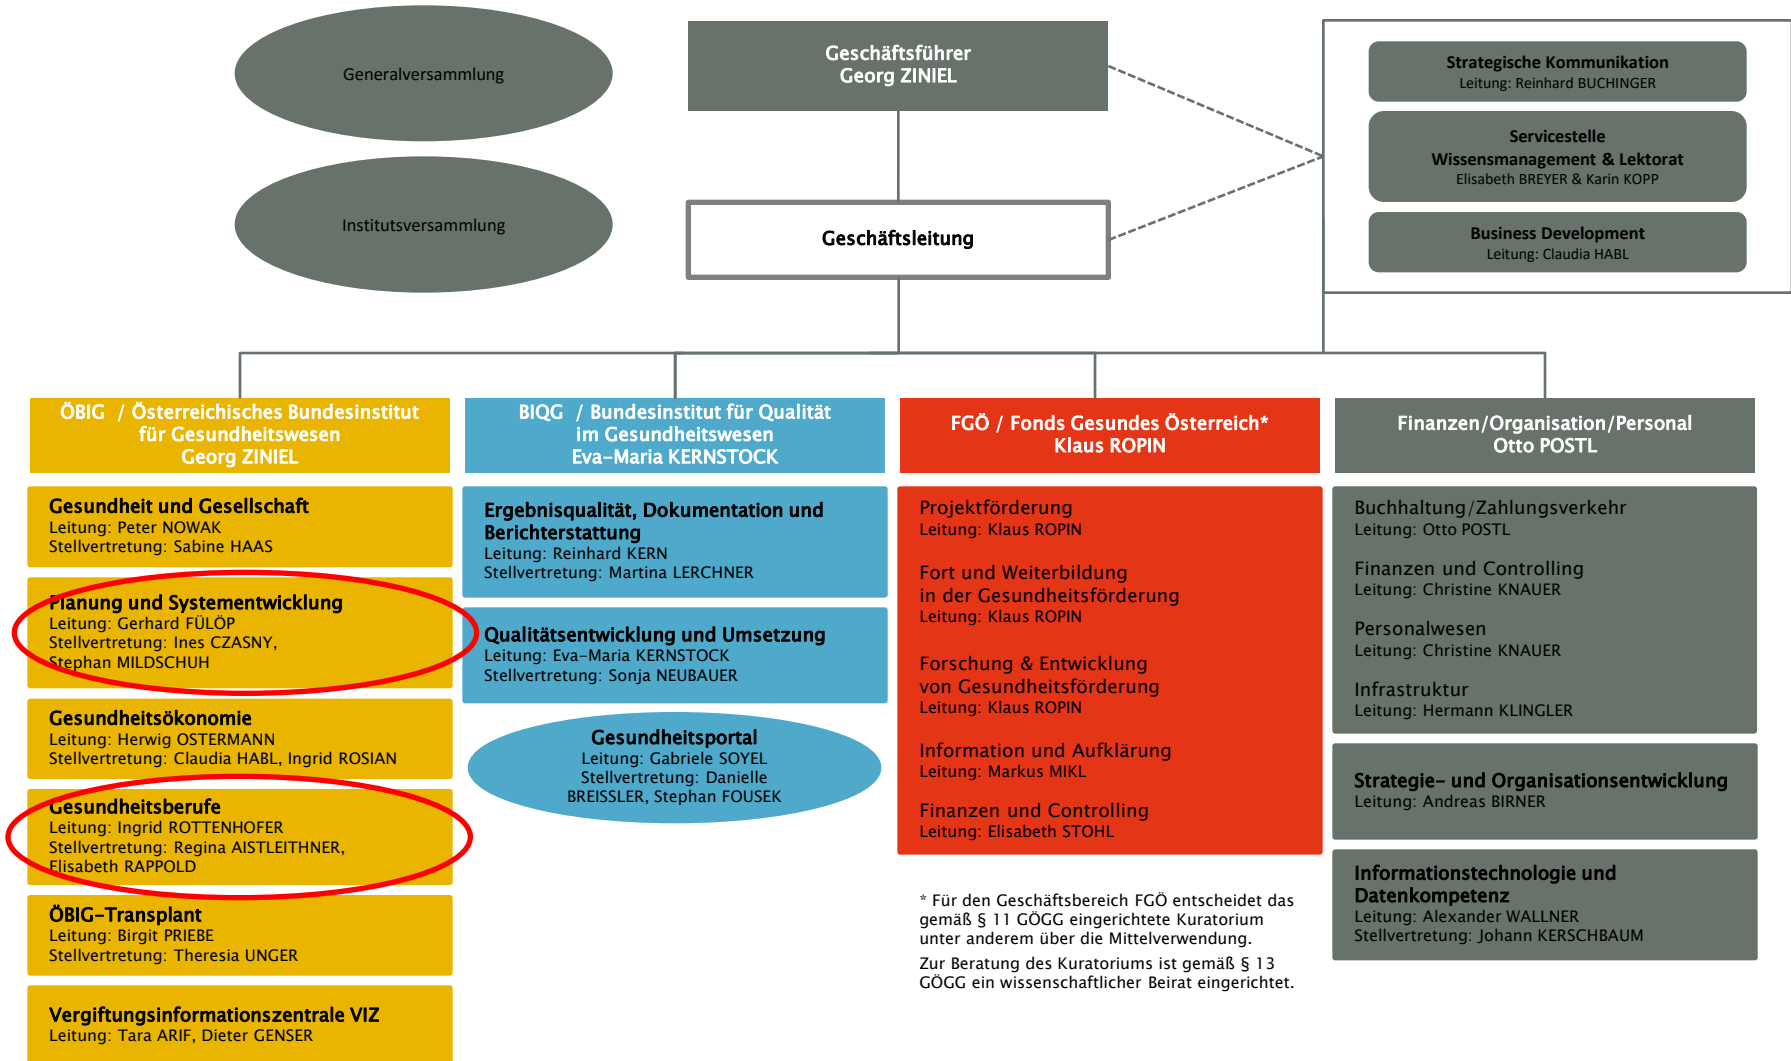 Generalversammlung
Institutsversammlung
Geschäftsführer
Georg ZINIEL
Geschäftsleitung
Strategische Kommunikation
Leitung: Reinhard BUCHINGER
Servicestelle
Wissensmanagement & Lektorat
Elisabeth BREYER & Karin KOPP
Business Development
Leitung: Claudia HABL
ÖBIG / Österreichisches Bundesinstitut
für Gesundheitswesen
Georg ZINIEL
Gesundheit und Gesellschaft
Leitung: Peter NOWAK
Stellvertretung: Sabine HAAS
Planung und Systementwicklung
Leitung: Gerhard FÜLÖP
Stellvertretung: Ines CZASNY,
Stephan MILDSCHUH
Gesundheitsökonomie
Leitung: Herwig OSTERMANN
Stellvertretung: Claudia HABL, Ingrid ROSIAN
Gesundheitsberufe
Leitung: Ingrid ROTTENHOFER
Stellvertretung: Regina AISTLEITHNER,
Elisabeth RAPPOLD
ÖBIG-Transplant
Leitung: Birgit PRIEBE
Stellvertretung: Theresia UNGER
Vergiftungsinformationszentrale VIZ
Leitung: Tara ARIF, Dieter GENSER
BIQG / Bundesinstitut für Qualität
im Gesundheitswesen
Eva-Maria KERNSTOCK
Ergebnisqualität, Dokumentation und
Berichterstattung
Leitung: Reinhard KERN
Stellvertretung: Martina LERCHNER
Qualitätsentwicklung und Umsetzung
Leitung: Eva-Maria KERNSTOCK
Stellvertretung: Sonja NEUBAUER
Gesundheitsportal
Leitung: Gabriele SOYEL
Stellvertretung: Danielle
BREISSLER, Stephan FOUSEK
FGÖ / Fonds Gesundes Österreich*
Klaus ROPIN
Projektförderung
Leitung: Klaus ROPIN
Fort und Weiterbildung
in der Gesundheitsförderung
Leitung: Klaus ROPIN
Forschung & Entwicklung
von Gesundheitsförderung
Leitung: Klaus ROPIN
Information und Aufklärung
Leitung: Markus MIKL
Finanzen und Controlling
Leitung: Elisabeth STOHL
* Für den Geschäftsbereich FGÖ entscheidet das
gemäß § 11 GÖGG eingerichtete Kuratorium
unter anderem über die Mittelverwendung.
Zur Beratung des Kuratoriums ist gemäß § 13
GÖGG ein wissenschaftlicher Beirat eingerichtet.
Finanzen/Organisation/Personal
Otto POSTL
Buchhaltung/Zahlungsverkehr
Leitung: Otto POSTL
Finanzen und Controlling
Leitung: Christine KNAUER
Personalwesen
Leitung: Christine KNAUER
Infrastruktur
Leitung: Hermann KLINGLER
Strategie- und Organisationsentwicklung
Leitung: Andreas BIRNER
Informationstechnologie und
Datenkompetenz
Leitung: Alexander WALLNER
Stellvertretung: Johann KERSCHBAUM